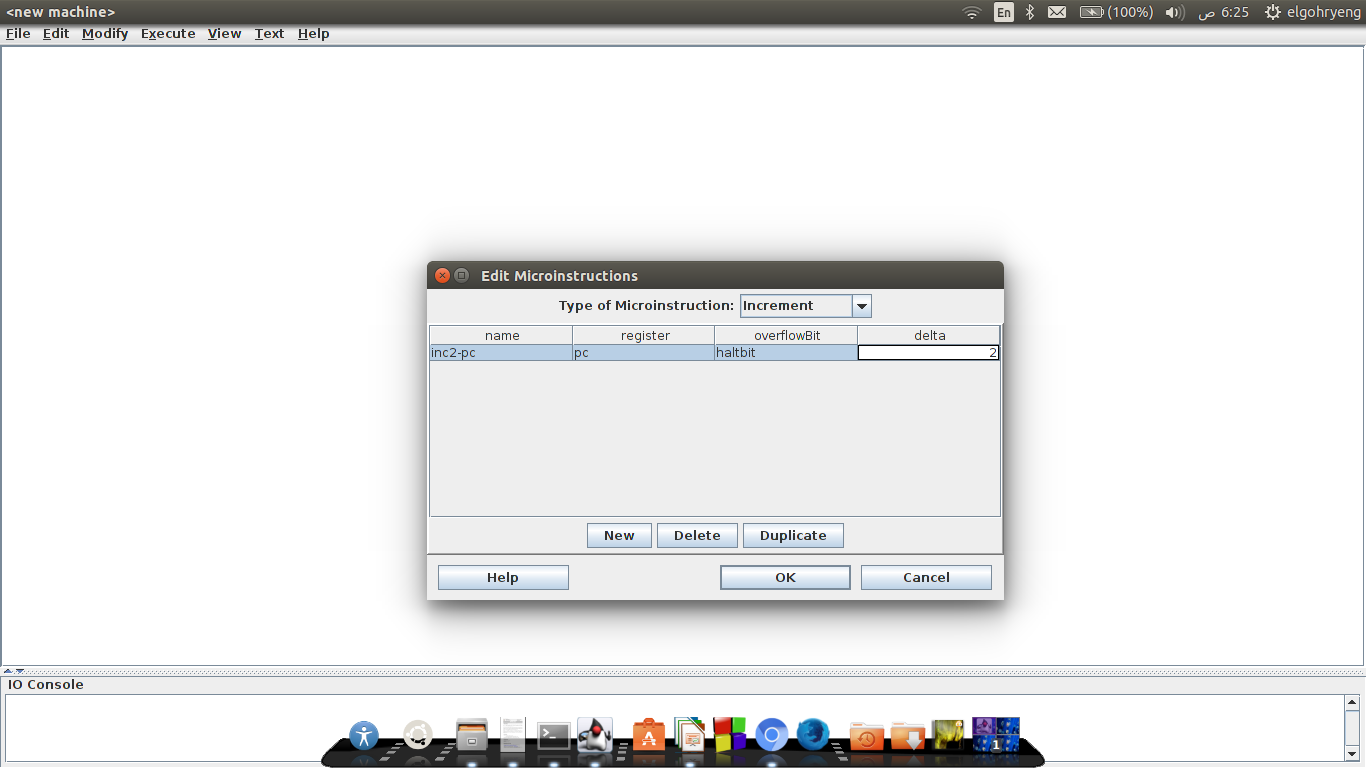 <new machine>
En (100%) 6:25 ص elgohryeng
File Edit Modify Execute View Text Help
Edit Microinstructions
Type of Microinstruction: Increment
name register overflowBit delta
inc2-pc pc haltbit 2
New Delete Duplicate
Help OK Cancel
IO Console
1